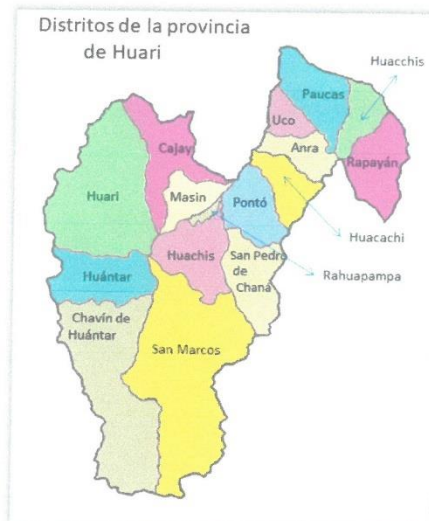 Distritos de la provincia
de Huari
Huacchis
Paucas
Uco
Anra
Cajay
Rapayán
Huari
Masin
Pontó
Huacachi
Huachis
San Pedro
de
Chaná
Rahuapampa
Huántar
Chavín de
Huántar
San Marcos